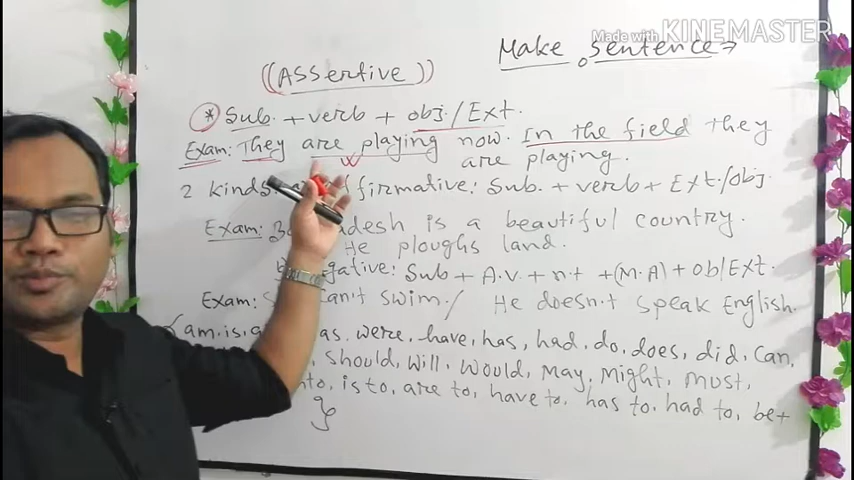 Made with KINEMASTER
Make sentence →
((Assertive))
* Sub. + verb + obj./Ext.
Exam: They are playing now. In the field they
are playing.
2 kinds: firmative: Sub. + verb + Ext./obj.
Exam: desh is a beautiful country.
He ploughs land.
gative: Sub + A.v + n't + (M.A) + ob/Ext.
Exam: can't swim./ He doesn't speak English.
am. is. as. were, have, has, had, do, does, did, can,
should, will, would, may, might, must,
to, is to, are to, have to, has to, had to, be+
}